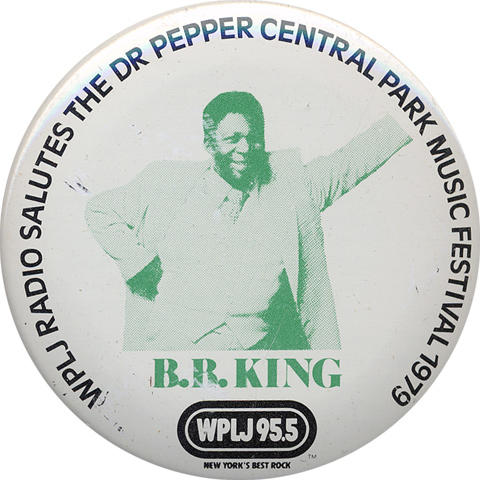 WPLJ RADIO SALUTES THE DR PEPPER CENTRAL PARK MUSIC FESTIVAL 1979
B.B. KING
WPLJ 95.5
TM
NEW YORK'S BEST ROCK